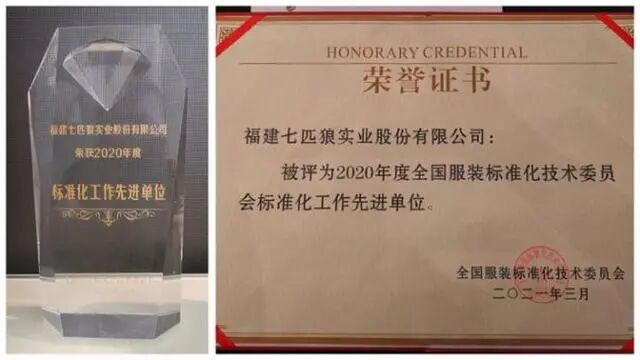 福建七匹狼实业股份有限公司
荣获2020年度
标准化工作先进单位
HONORARY CREDENTIAL
荣誉证书
福建七匹狼实业股份有限公司：
被评为2020年度全国服装标准化技术委员
会标准化工作先进单位。
全国服装标准化技术委员会
二〇二一年三月